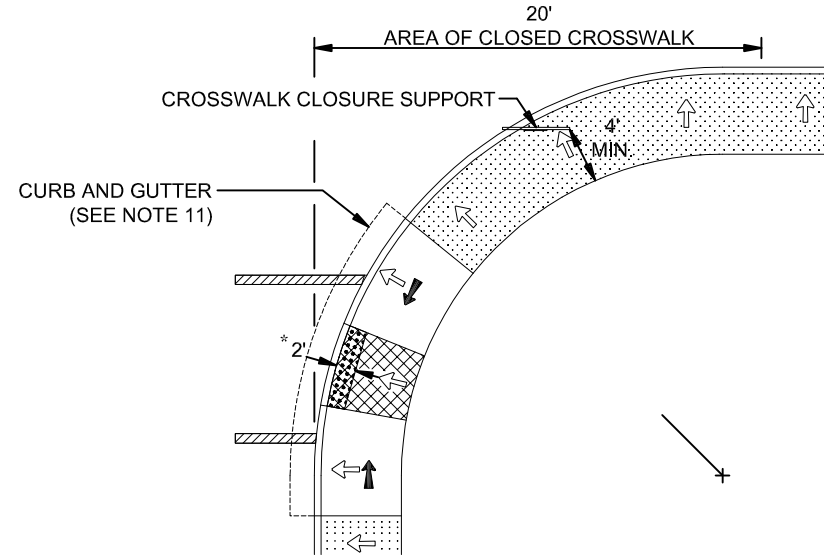 20'
AREA OF CLOSED CROSSWALK
CROSSWALK CLOSURE SUPPORT
4'
MIN.
CURB AND GUTTER
(SEE NOTE 11)
* 2'